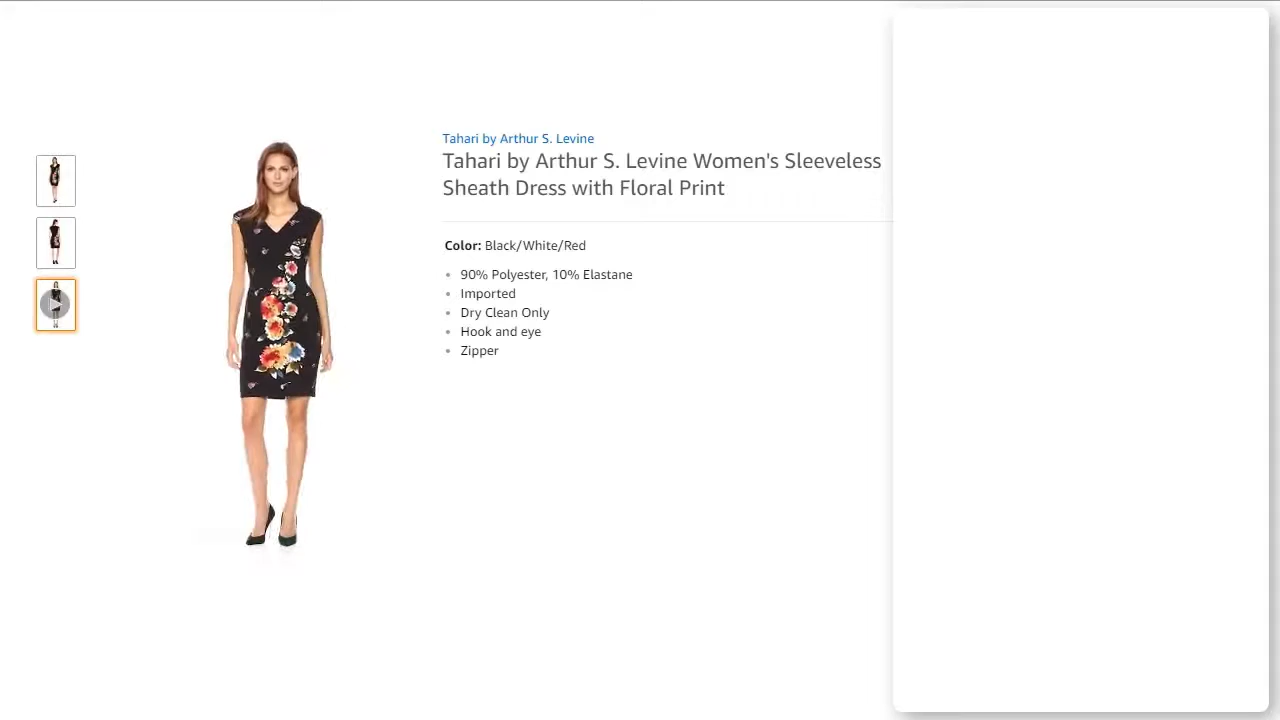 Tahari by Arthur S. Levine
Tahari by Arthur S. Levine Women's Sleeveless
Sheath Dress with Floral Print
Color: Black/White/Red
90% Polyester, 10% Elastane
Imported
Dry Clean Only
Hook and eye
Zipper